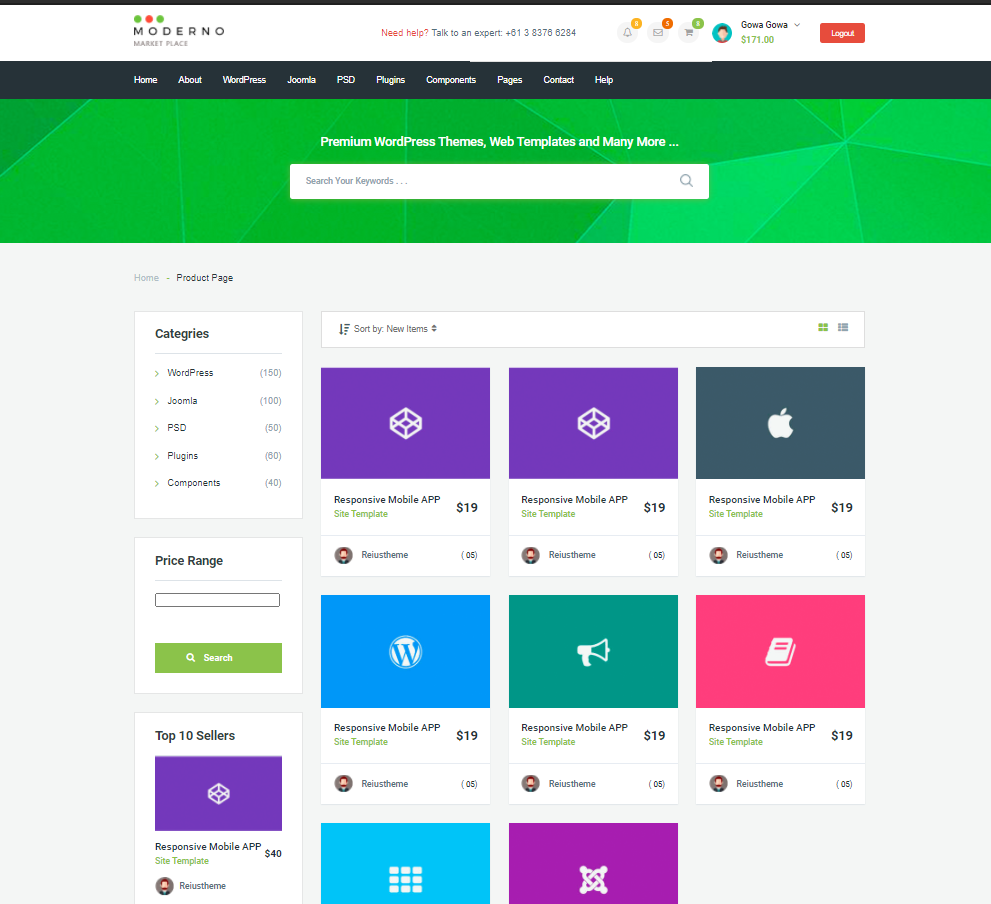 MODERNO
MARKET PLACE
Need help? Talk to an expert: +61 3 8376 6284
8
5
8
Gowa Gowa
$171.00
Logout
Home About WordPress Joomla PSD Plugins Components Pages Contact Help
Premium WordPress Themes, Web Templates and Many More ...
Search Your Keywords . . .
Home - Product Page
Categries
WordPress (150)
Joomla (100)
PSD (50)
Plugins (60)
Components (40)
Price Range
Search
Top 10 Sellers
Responsive Mobile APP
Site Template
$40
Reiustheme
Sort by: New Items
Responsive Mobile APP
Site Template
$19
Reiustheme ( 05)
Responsive Mobile APP
Site Template
$19
Reiustheme ( 05)
Responsive Mobile APP
Site Template
$19
Reiustheme ( 05)
Responsive Mobile APP
Site Template
$19
Reiustheme ( 05)
Responsive Mobile APP
Site Template
$19
Reiustheme ( 05)
Responsive Mobile APP
Site Template
$19
Reiustheme ( 05)